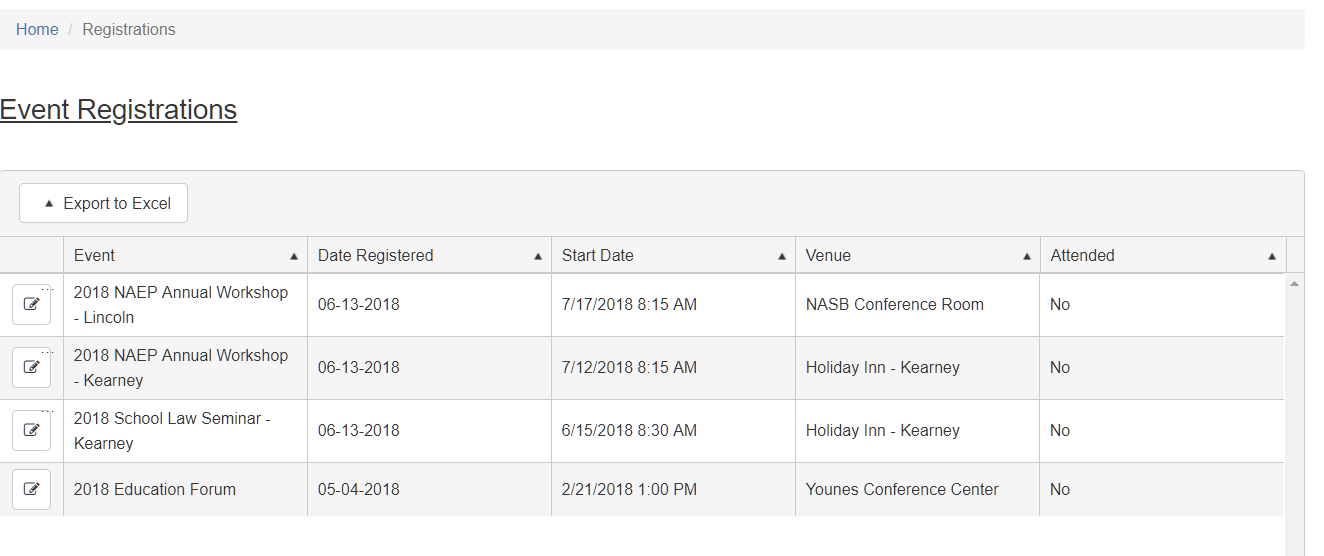 Home / Registrations
Event Registrations
Export to Excel
Event Date Registered Start Date Venue Attended
2018 NAEP Annual Workshop
- Lincoln
06-13-2018 7/17/2018 8:15 AM NASB Conference Room No
2018 NAEP Annual Workshop
- Kearney
06-13-2018 7/12/2018 8:15 AM Holiday Inn - Kearney No
2018 School Law Seminar -
Kearney
06-13-2018 6/15/2018 8:30 AM Holiday Inn - Kearney No
2018 Education Forum 05-04-2018 2/21/2018 1:00 PM Younes Conference Center No